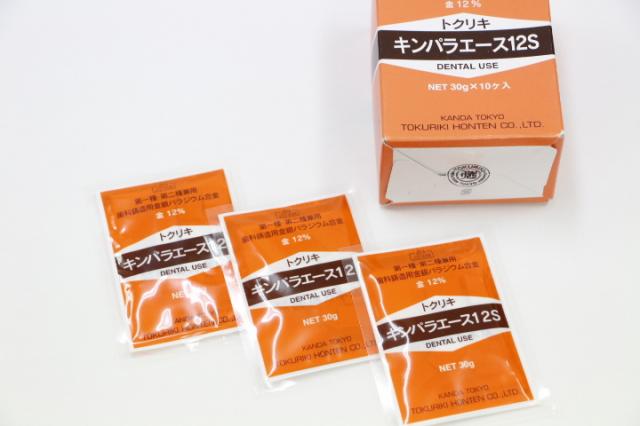 金 12%
トクリキ
キンパラエース12S
DENTAL USE
NET 30g×10ヶ入
KANDA TOKYO
TOKURIKI HONTEN CO.,LTD.
第一種・第二種兼用
歯科鋳造用金銀パラジウム合金
金 12%
トクリキ
キンパラエース12
DENTAL USE
NET
KANDA TOKYO
TOKURIKI HONTEN
第一種・第二種兼用
歯科鋳造用金銀パラジウム合金
金 12%
トクリキ
キンパラエース12
DENTAL USE
NET 30g
KANDA TOKYO
TOKURIKI HONTEN CO.,
第一種・第二種兼用
歯科鋳造用金銀パラジウム合金
金 12%
トクリキ
キンパラエース12S
DENTAL USE
NET 30g
KANDA TOKYO
TOKURIKI HONTEN CO.,LTD.